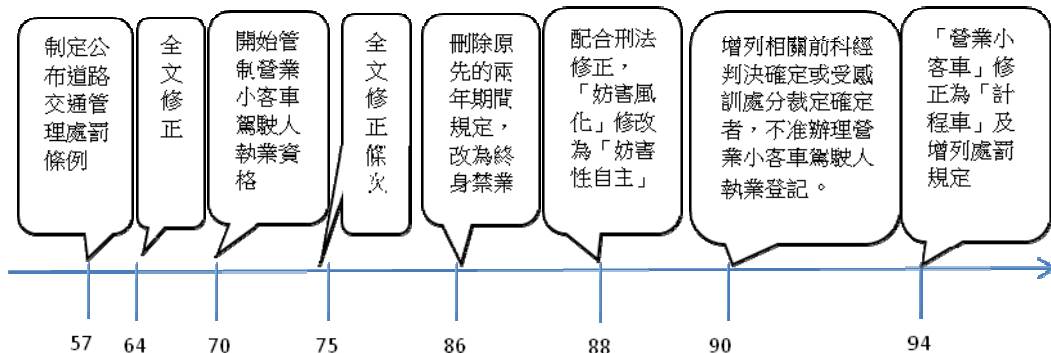 制定公
布道路
交通管
理處罰
條例
全
文
修
正
開始管
制營業
小客車
駕駛人
執業資
格
全
文
修
正
條
次
刪除原
先的兩
年期間
規定，
改為終
身禁業
配合刑法
修正，
「妨害風
化」修改
為「妨害
性自主」
增列相關前科經
判決確定或受感
訓處分裁定確定
者，不准辦理營
業小客車駕駛人
執業登記。
「營業小
客車」修
正為「計
程車」及
增列處罰
規定
57
64
70
75
86
88
90
94